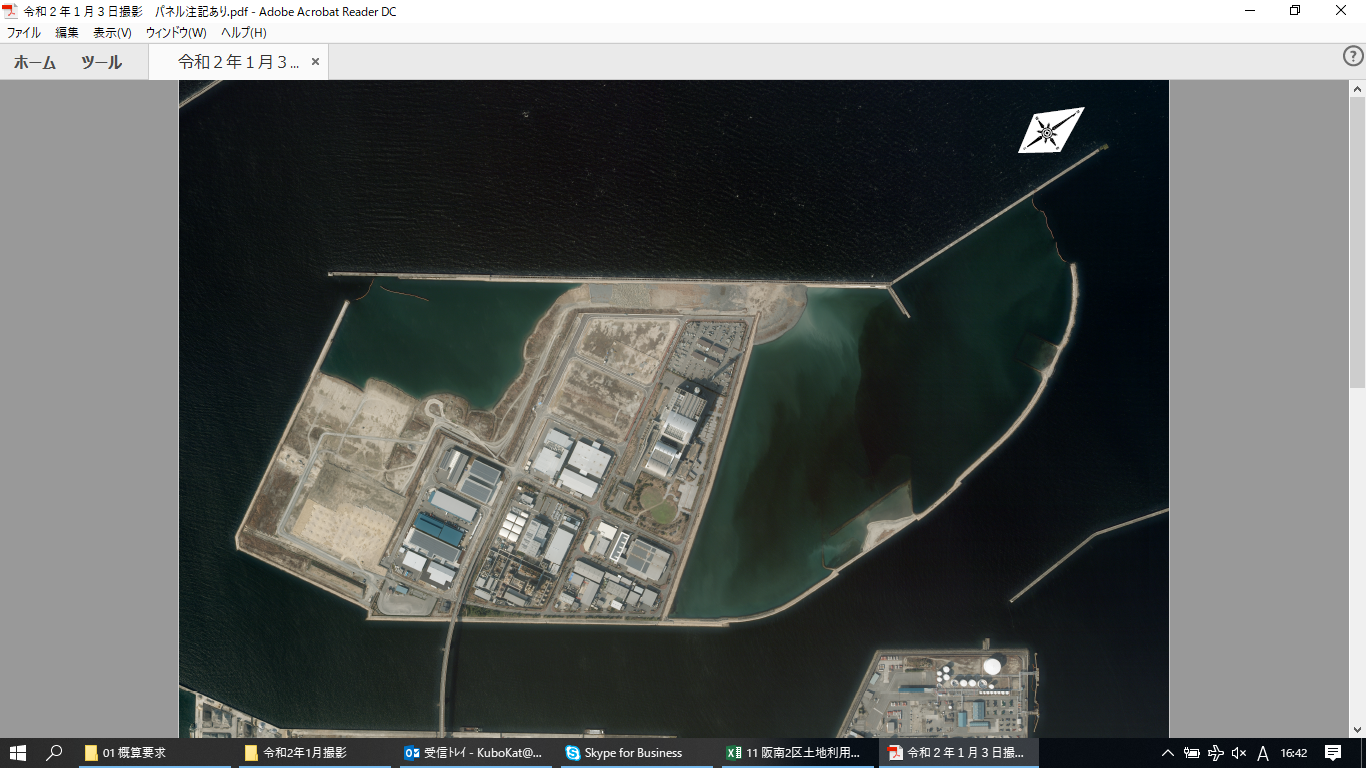 令和２年１月３日撮影　パネル注記あり.pdf - Adobe Acrobat Reader DC
ファイル 編集 表示(V) ウィンドウ(W) ヘルプ(H)
ホーム ツール 令和２年１月３... ×
01 概算要求 令和2年1月撮影 受信ﾄﾚｲ - KuboKat@... Skype for Business 11 阪南2区土地利用... 令和２年１月３日撮... A 16:42